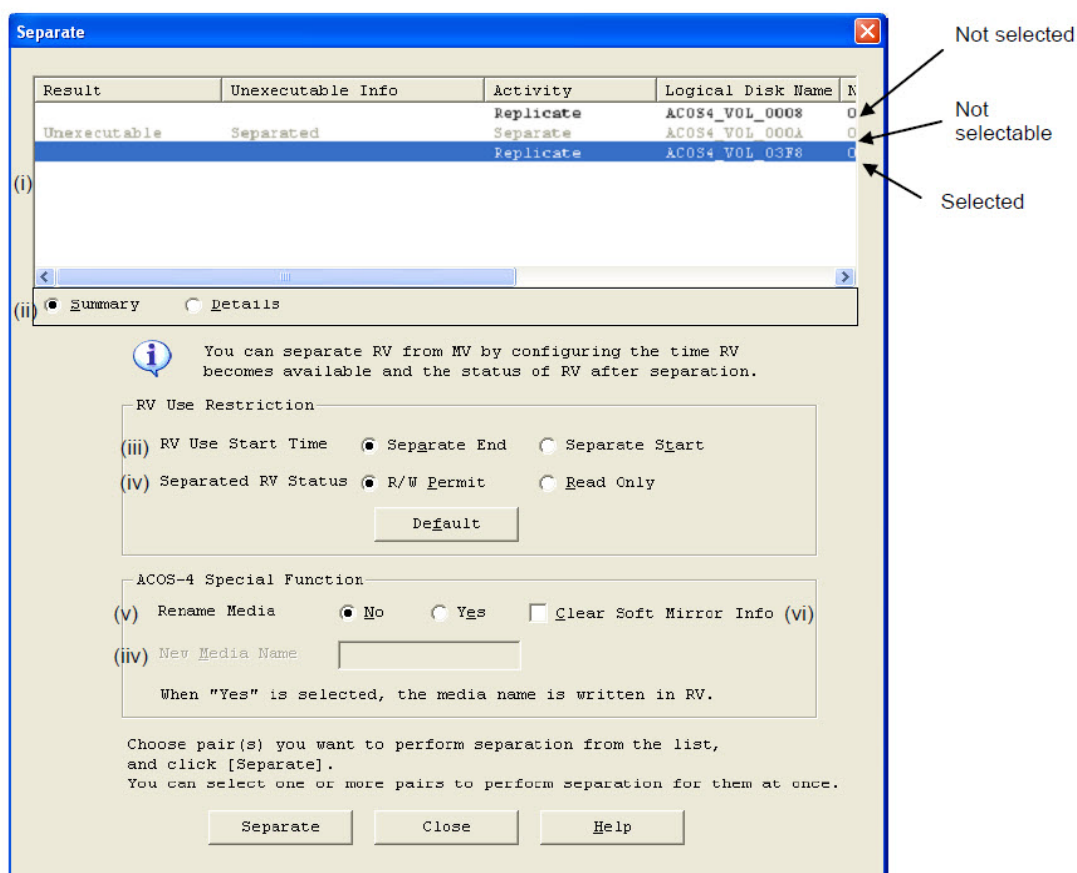 Separate
Not selected
Result Unexecutable Info Activity Logical Disk Name N
Replicate ACOS4_VOL_0008 0
Not selectable
Unexecutable Separated Separate ACOS4_VOL_000A 0
Replicate ACOS4_VOL_03F8 0
(i)
Selected
(ii) Summary Details
You can separate RV from MV by configuring the time RV
becomes available and the status of RV after separation.
RV Use Restriction
(iii) RV Use Start Time Separate End Separate Start
(iv) Separated RV Status R/W Permit Read Only
Default
ACOS-4 Special Function
(v) Rename Media No Yes Clear Soft Mirror Info (vi)
(iiv) New Media Name
When "Yes" is selected, the media name is written in RV.
Choose pair(s) you want to perform separation from the list,
and click [Separate].
You can select one or more pairs to perform separation for them at once.
Separate Close Help